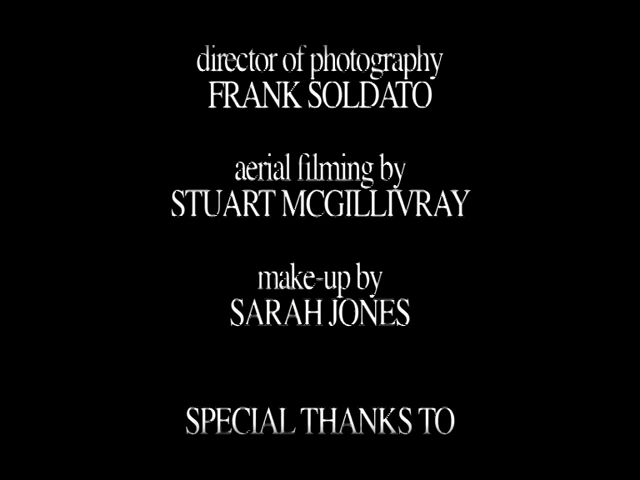 director of photography
FRANK SOLDATO
aerial filming by
STUART MCGILLIVRAY
make-up by
SARAH JONES
SPECIAL THANKS TO